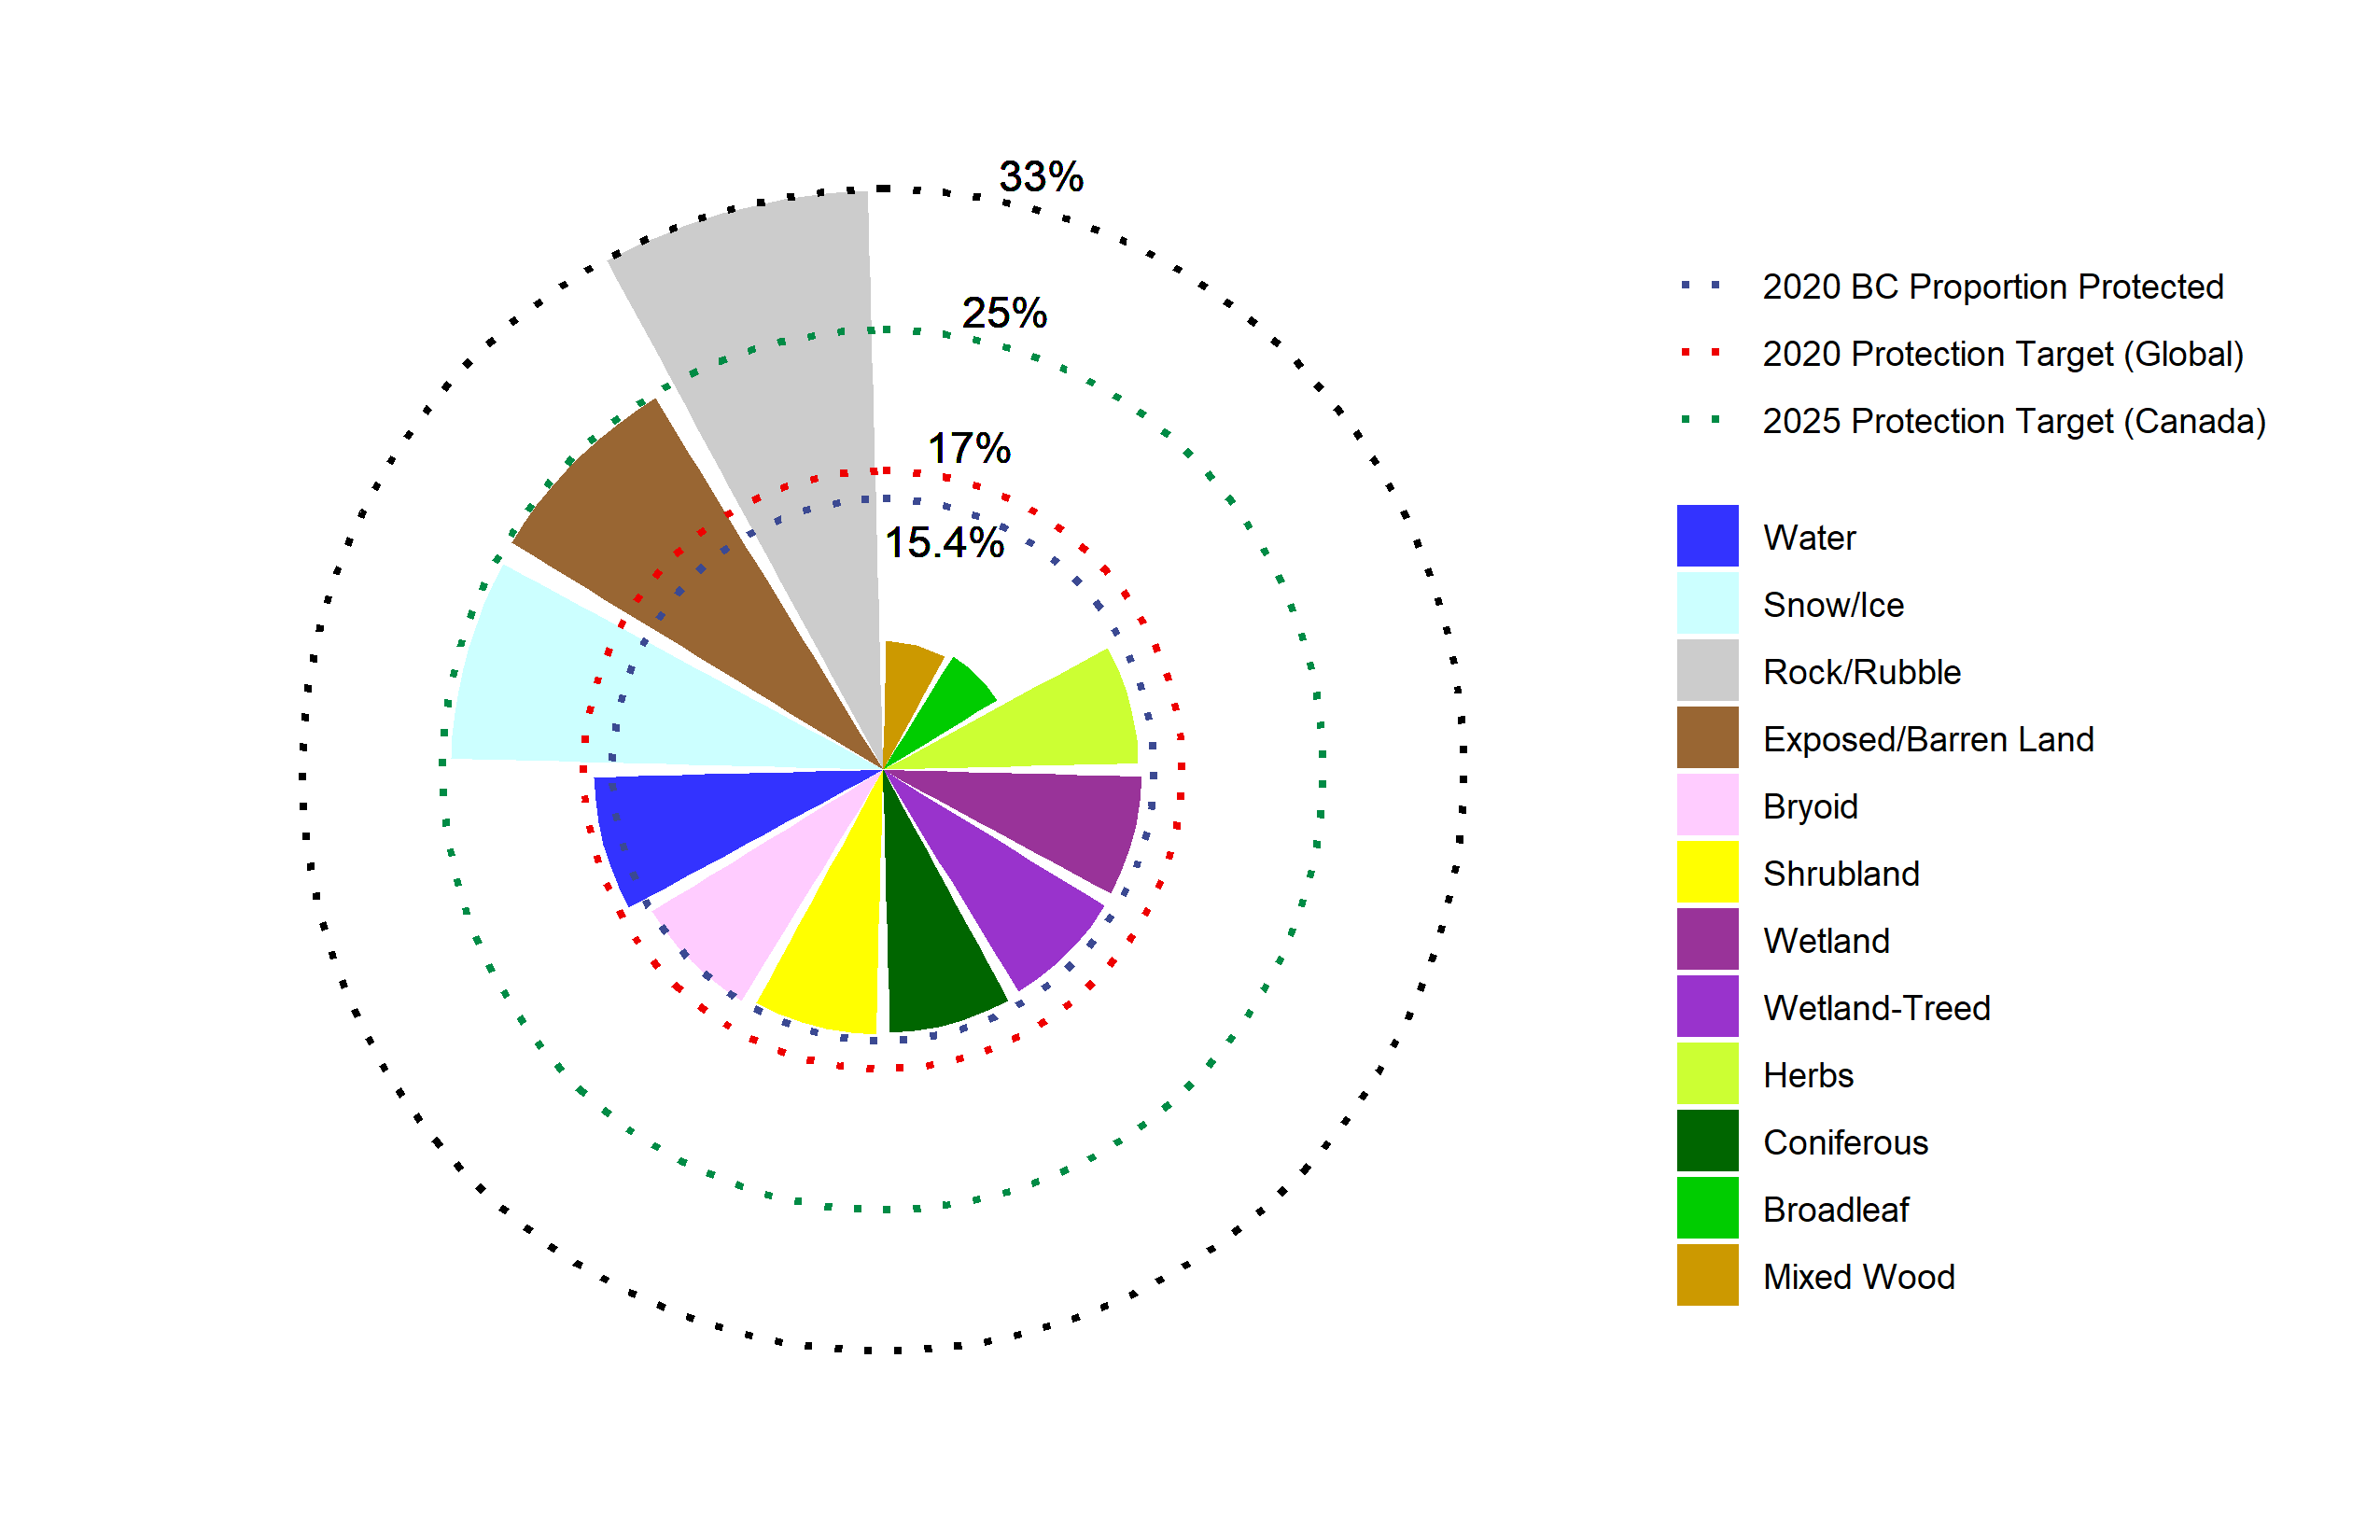 33%
25%
17%
15.4%
2020 BC Proportion Protected
2020 Protection Target (Global)
2025 Protection Target (Canada)
Water
Snow/Ice
Rock/Rubble
Exposed/Barren Land
Bryoid
Shrubland
Wetland
Wetland-Treed
Herbs
Coniferous
Broadleaf
Mixed Wood